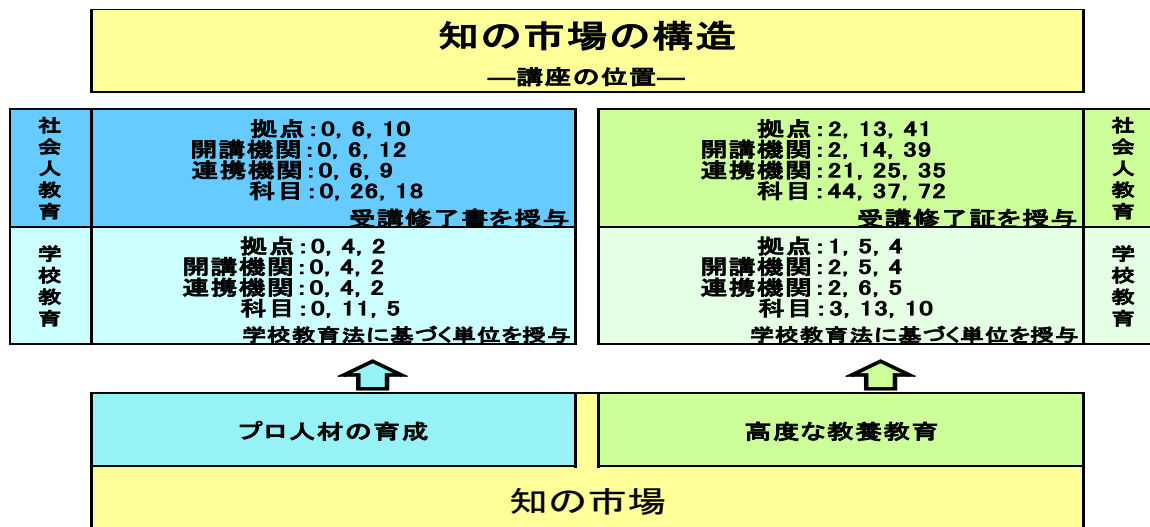 知の市場の構造
―講座の位置―
社会人教育
拠点:0, 6, 10
開講機関:0, 6, 12
連携機関:0, 6, 9
科目:0, 26, 18
受講修了書を授与
学校教育
拠点:0, 4, 2
開講機関:0, 4, 2
連携機関:0, 4, 2
科目:0, 11, 5
学校教育法に基づく単位を授与
拠点:2, 13, 41
開講機関:2, 14, 39
連携機関:21, 25, 35
科目:44, 37, 72
受講修了証を授与
社会人教育
拠点:1, 5, 4
開講機関:2, 5, 4
連携機関:2, 6, 5
科目:3, 13, 10
学校教育法に基づく単位を授与
学校教育
プロ人材の育成
高度な教養教育
知の市場